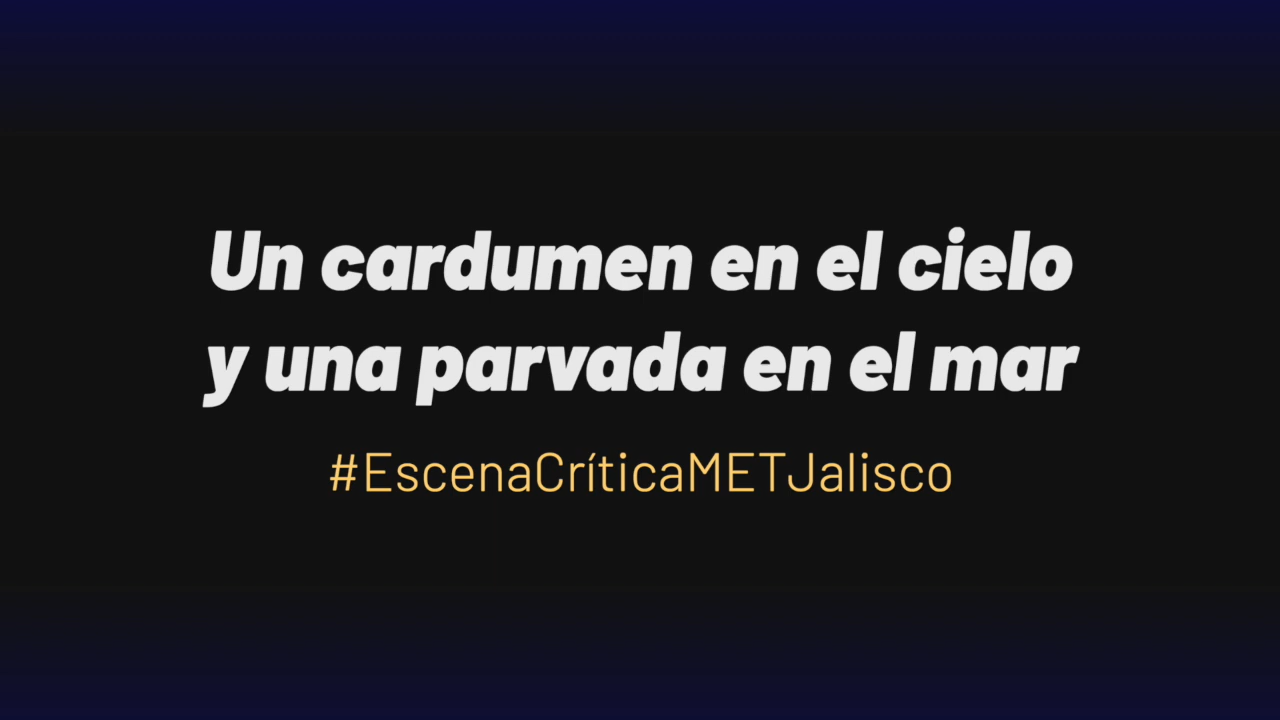 Un cardumen en el cielo
y una parvada en el mar
#EscenaCríticaMETJalisco